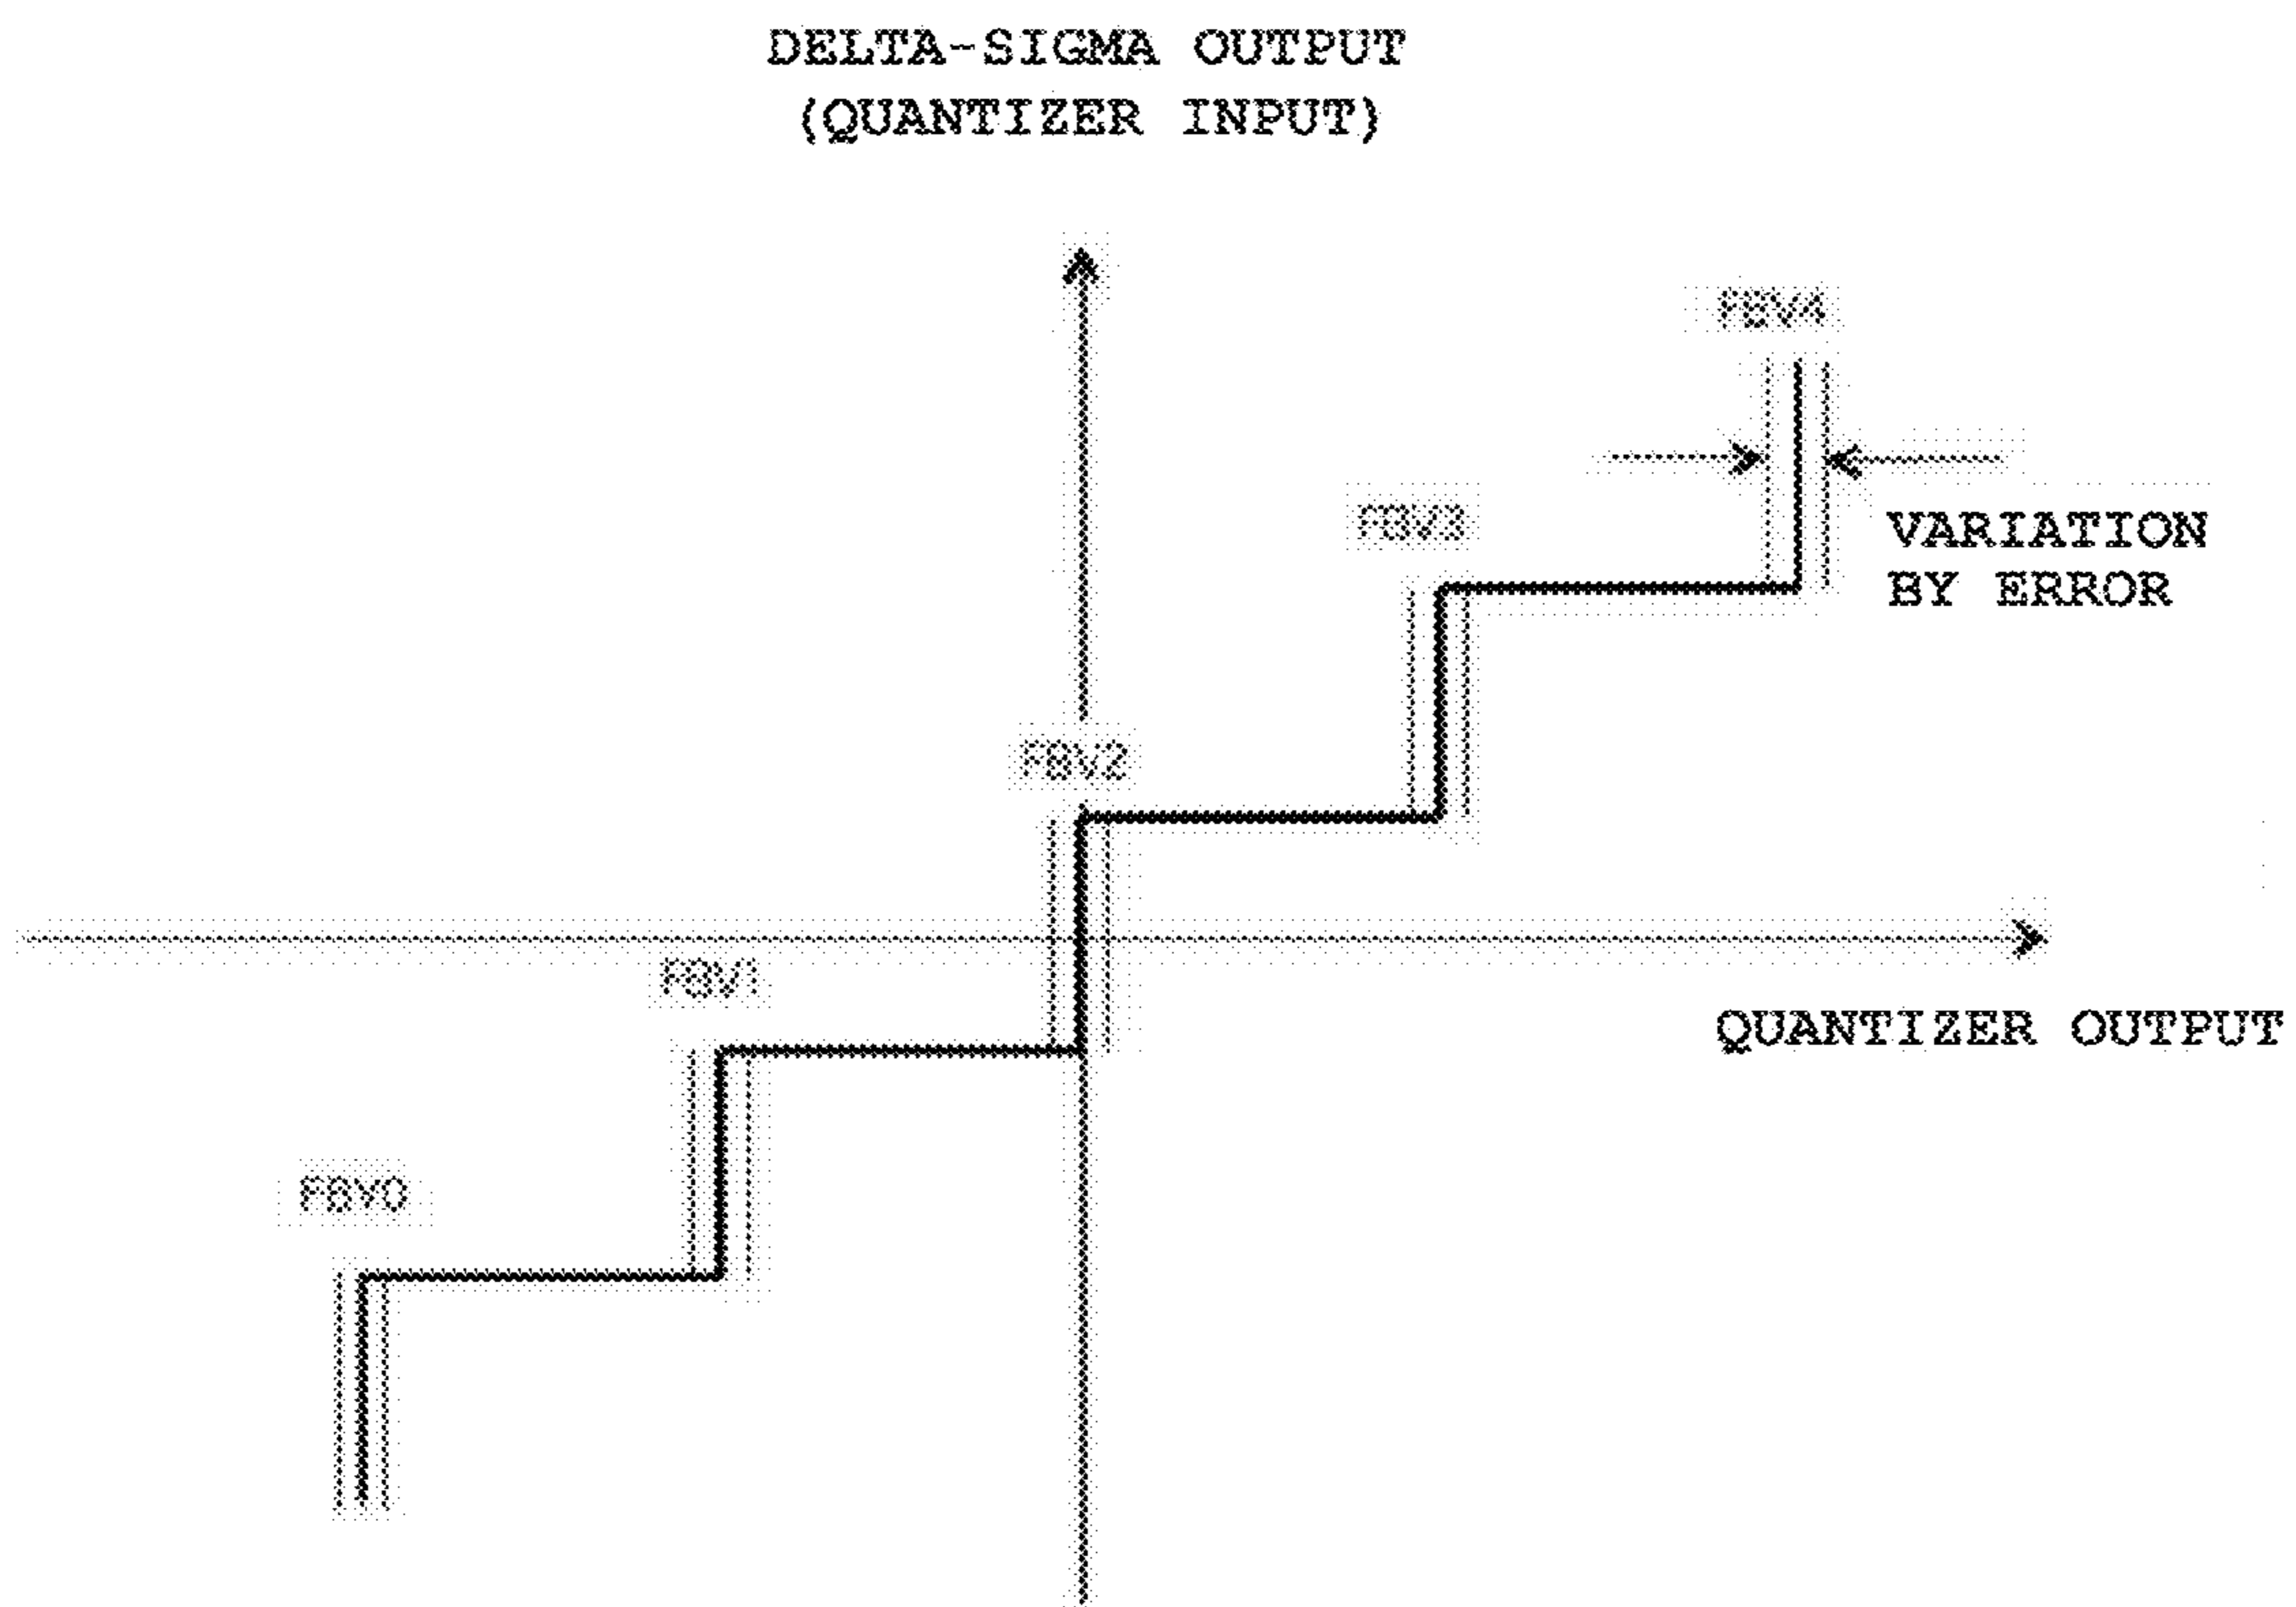 DELTA-SIGMA OUTPUT
(QUANTIZER INPUT)
FBV4
FBV3
VARIATION
BY ERROR
FBV2
FBV1
QUANTIZER OUTPUT
FBV0